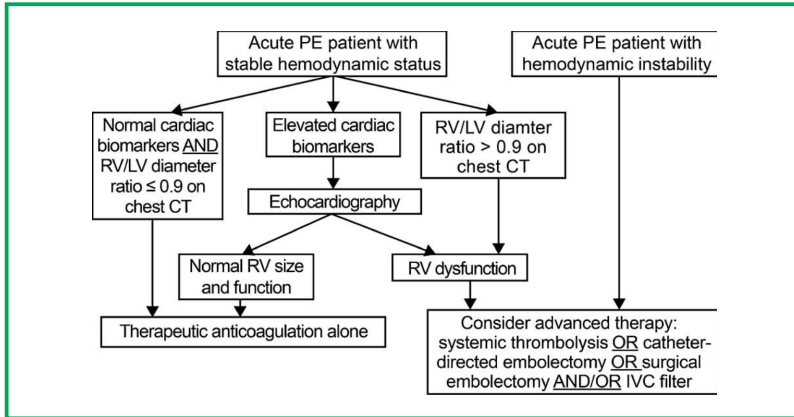 Acute PE patient with
stable hemodynamic status
Acute PE patient with
hemodynamic instability
Normal cardiac
biomarkers AND
RV/LV diameter
ratio ≤ 0.9 on
chest CT
Elevated cardiac
biomarkers
RV/LV diamter
ratio > 0.9 on
chest CT
Echocardiography
Normal RV size
and function
RV dysfunction
Therapeutic anticoagulation alone
Consider advanced therapy:
systemic thrombolysis OR catheter-
directed embolectomy OR surgical
embolectomy AND/OR IVC filter